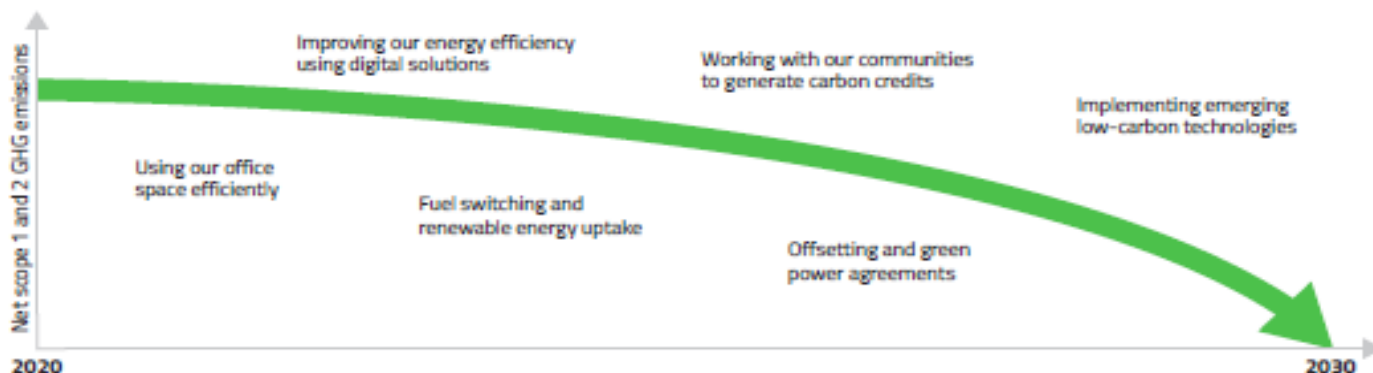 Net scope 1 and 2 GHG emissions
Improving our energy efficiency
using digital solutions
Working with our communities
to generate carbon credits
Implementing emerging
low-carbon technologies
Using our office
space efficiently
Fuel switching and
renewable energy uptake
Offsetting and green
power agreements
2020
2030